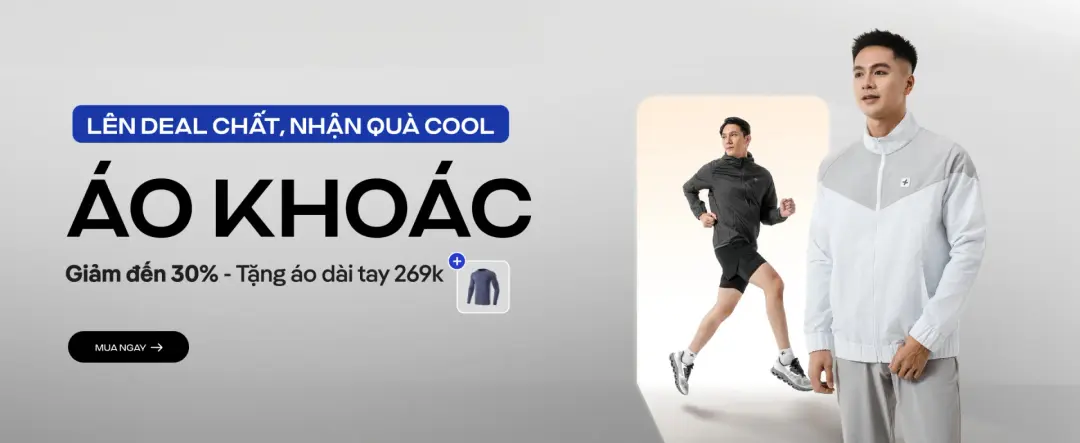 LÊN DEAL CHẤT, NHẬN QUÀ COOL
ÁO KHOÁC
Giảm đến 30% - Tặng áo dài tay 269k
MUA NGAY →